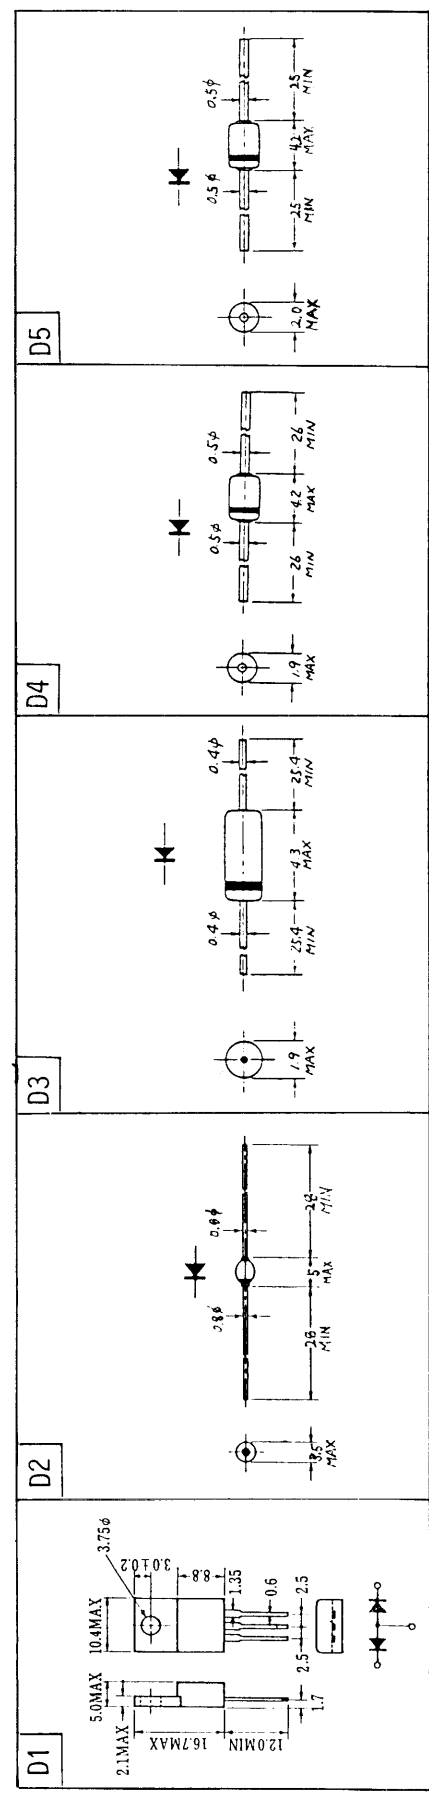 D1
10.4MAX
5.0MAX
2.1MAX
3.75φ
3.0±0.2
8.8
16.7MAX
12.0MIN
1.35
0.6
2.5
2.5
1.7
D2
0.8φ
28
MIN
5
MAX
MIN
3.5
MAX
D3
0.4φ
0.4φ
25.4
MIN
4.3
MAX
25.4
MIN
1.9
MAX
D4
0.5φ
0.5φ
26
MIN
4.2
MAX
26
MIN
1.9
MAX
D5
0.5φ
0.5φ
25
MIN
4.2
MAX
25
MIN
2.0
MAX